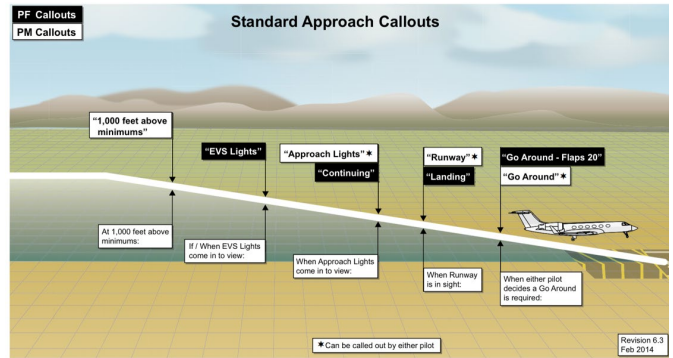 PF Callouts
PM Callouts
Standard Approach Callouts
“1,000 feet above
minimums”
“EVS Lights”
“Approach Lights”✶
“Continuing”
“Runway”✶
“Landing”
“Go Around - Flaps 20”
“Go Around”✶
At 1,000 feet above
minimums:
If / When EVS Lights
come in to view:
When Approach Lights
come in to view:
When Runway
is in sight:
When either pilot
decides a Go Around
is required:
✶Can be called out by either pilot
Revision 6.3
Feb 2014